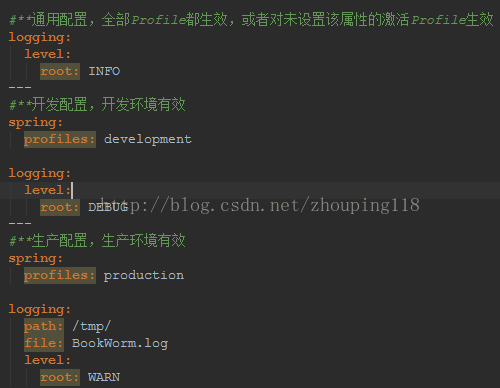 #**通用配置，全部Profile都生效，或者对未设置该属性的激活Profile生效
logging:
  level:
    root: INFO
---
#**开发配置，开发环境有效
spring:
  profiles: development

logging:
  level:
    root: DEBUG
http://blog.csdn.net/zhouping118
---
#**生产配置，生产环境有效
spring:
  profiles: production

logging:
  path: /tmp/
  file: BookWorm.log
  level:
    root: WARN